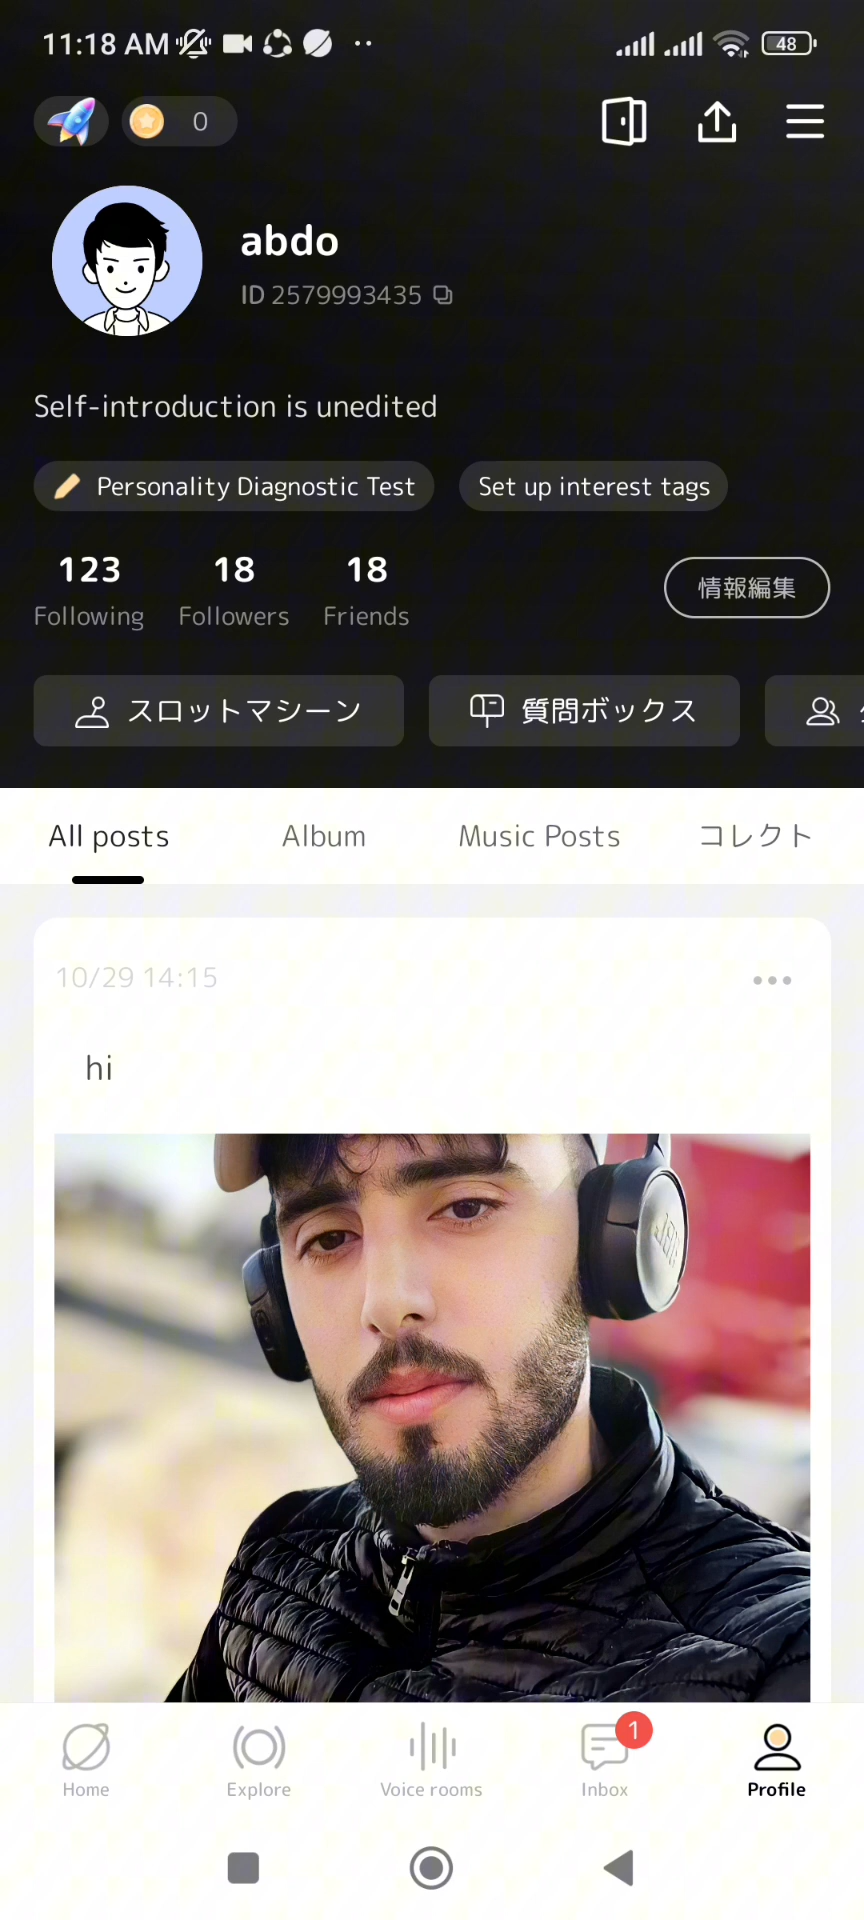 11:18 AM
48
0
abdo
ID 2579993435
Self-introduction is unedited
Personality Diagnostic Test
Set up interest tags
123
18
18
Following
Followers
Friends
情報編集
スロットマシーン
質問ボックス
All posts
Album
Music Posts
コレクト
10/29 14:15
hi
JBL
1
Home
Explore
Voice rooms
Inbox
Profile